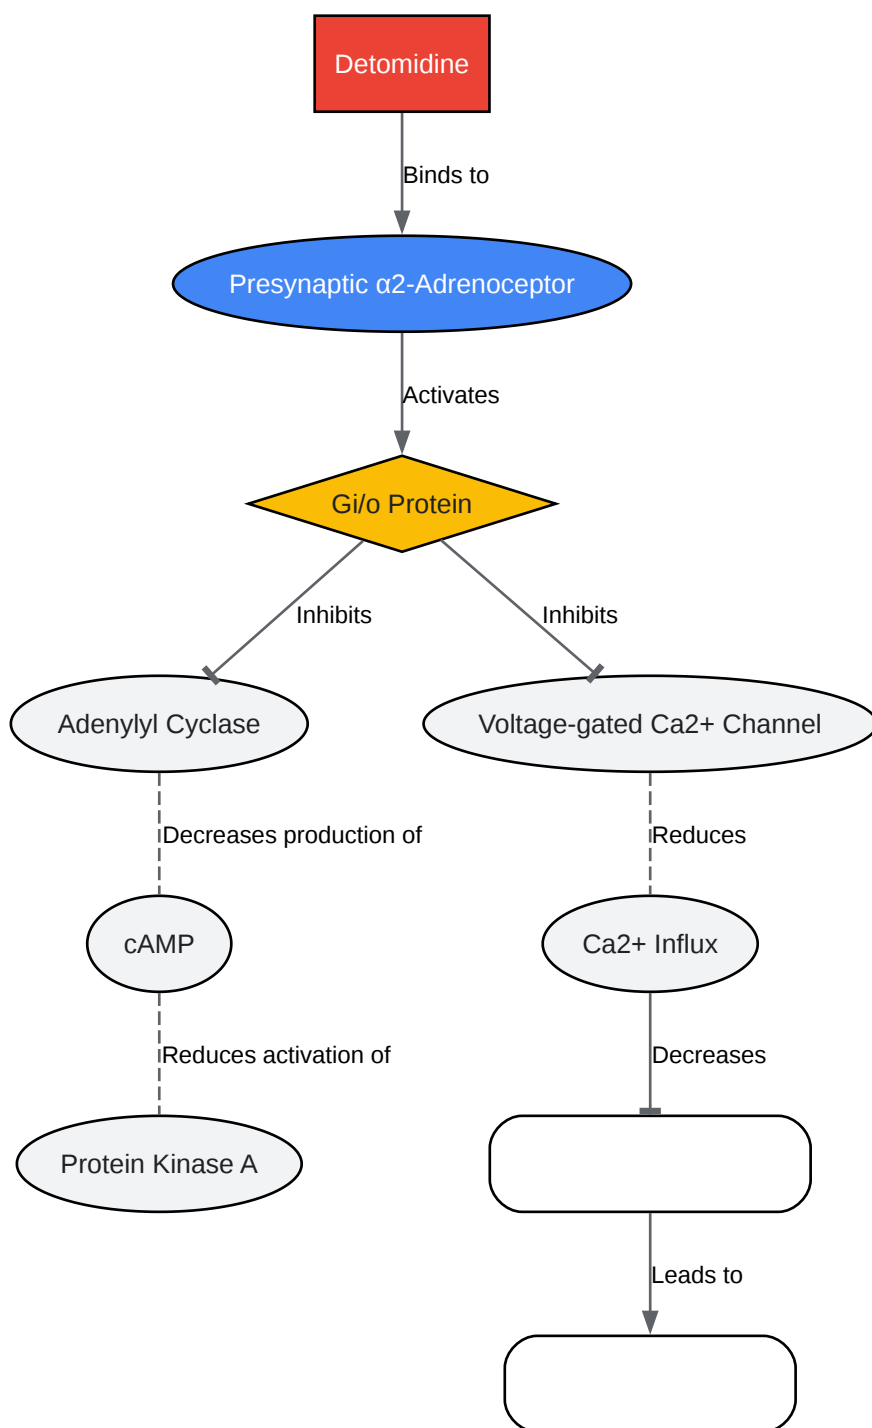 Detomidine
Binds to
Presynaptic α2-Adrenoceptor
Activates
Gi/o Protein
Inhibits
Inhibits
Adenylyl Cyclase
Voltage-gated Ca2+ Channel
Decreases production of
Reduces
cAMP
Ca2+ Influx
Reduces activation of
Decreases
Protein Kinase A
Leads to